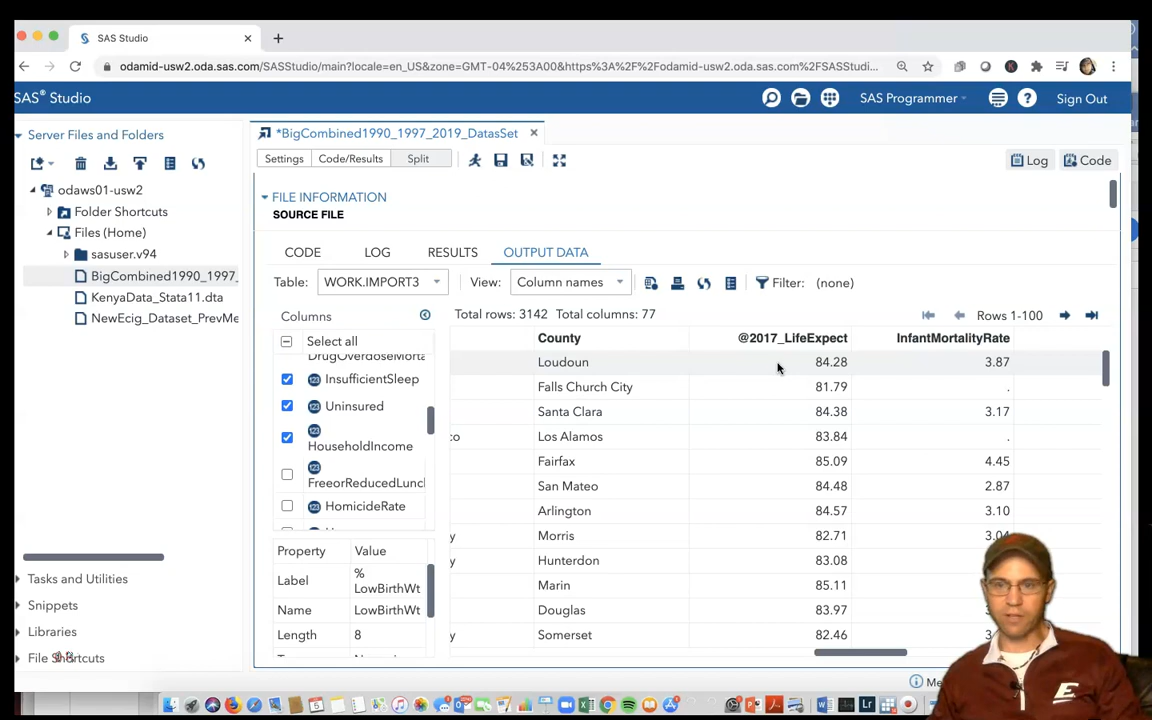 SAS Studio
odamid-usw2.oda.sas.com/SASStudio/main?locale=en_US&zone=GMT-04%253A00&https%3A%2F%2Fodamid-usw2.oda.sas.com%2FSASStudi...
SAS® Studio
SAS Programmer
Sign Out
Server Files and Folders
*BigCombined1990_1997_2019_DatasSet
Settings Code/Results Split
Log Code
odaws01-usw2
Folder Shortcuts
Files (Home)
sasuser.v94
BigCombined1990_1997_
KenyaData_Stata11.dta
NewEcig_Dataset_PrevMe
Tasks and Utilities
Snippets
Libraries
File Shortcuts
FILE INFORMATION
SOURCE FILE
CODE LOG RESULTS OUTPUT DATA
Table: WORK.IMPORT3 View: Column names Filter: (none)
Columns
Select all
InsufficientSleep
Uninsured
HouseholdIncome
FreeorReducedLuncl
HomicideRate
Property Value
Label % LowBirthWt
Name LowBirthWt
Length 8
Total rows: 3142 Total columns: 77
Rows 1-100
County @2017_LifeExpect InfantMortalityRate
Loudoun 84.28 3.87
Falls Church City 81.79 .
Santa Clara 84.38 3.17
co Los Alamos 83.84 .
Fairfax 85.09 4.45
San Mateo 84.48 2.87
Arlington 84.57 3.10
y Morris 82.71 3.04
y Hunterdon 83.08
Marin 85.11
Douglas 83.97
y Somerset 82.46
E